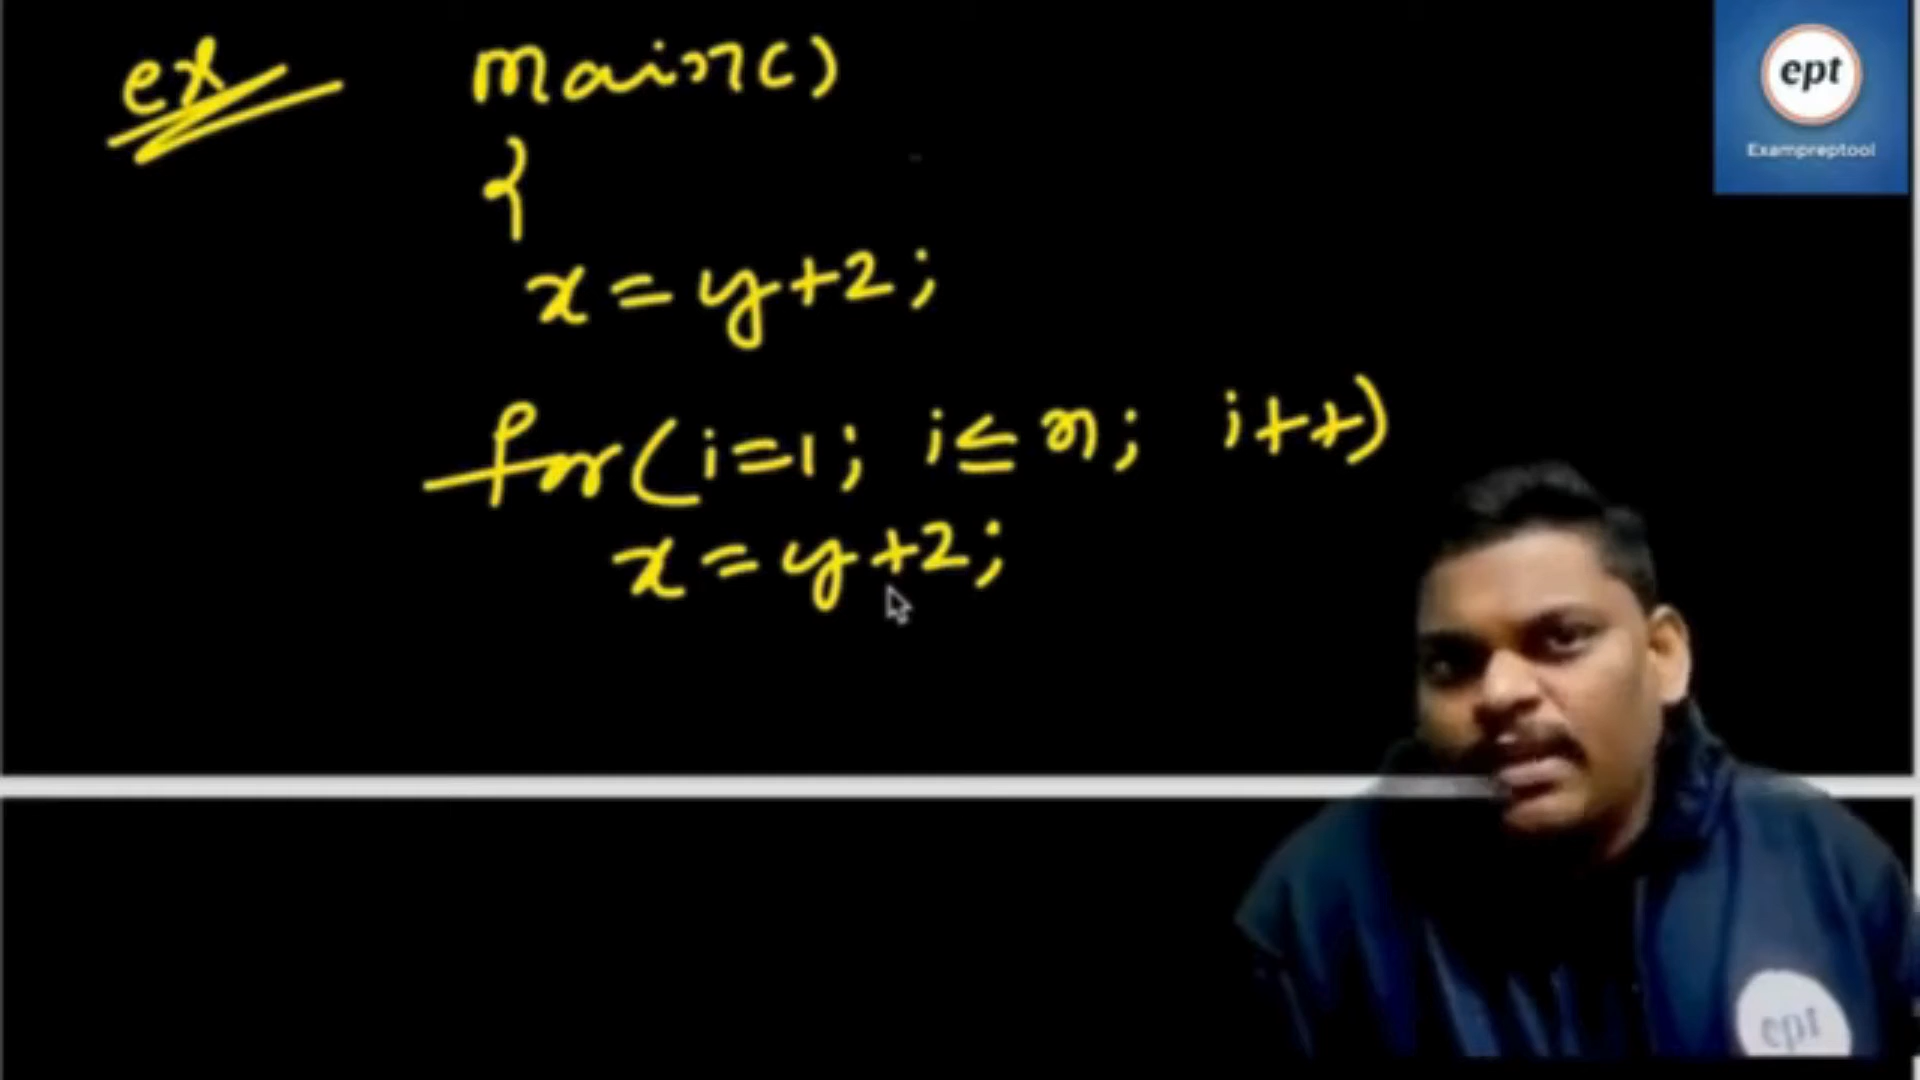 ex main()
{
x=y+2;
for(i=1; i≤n; i++)
x=y+2;
ept
Exampreptool
ept